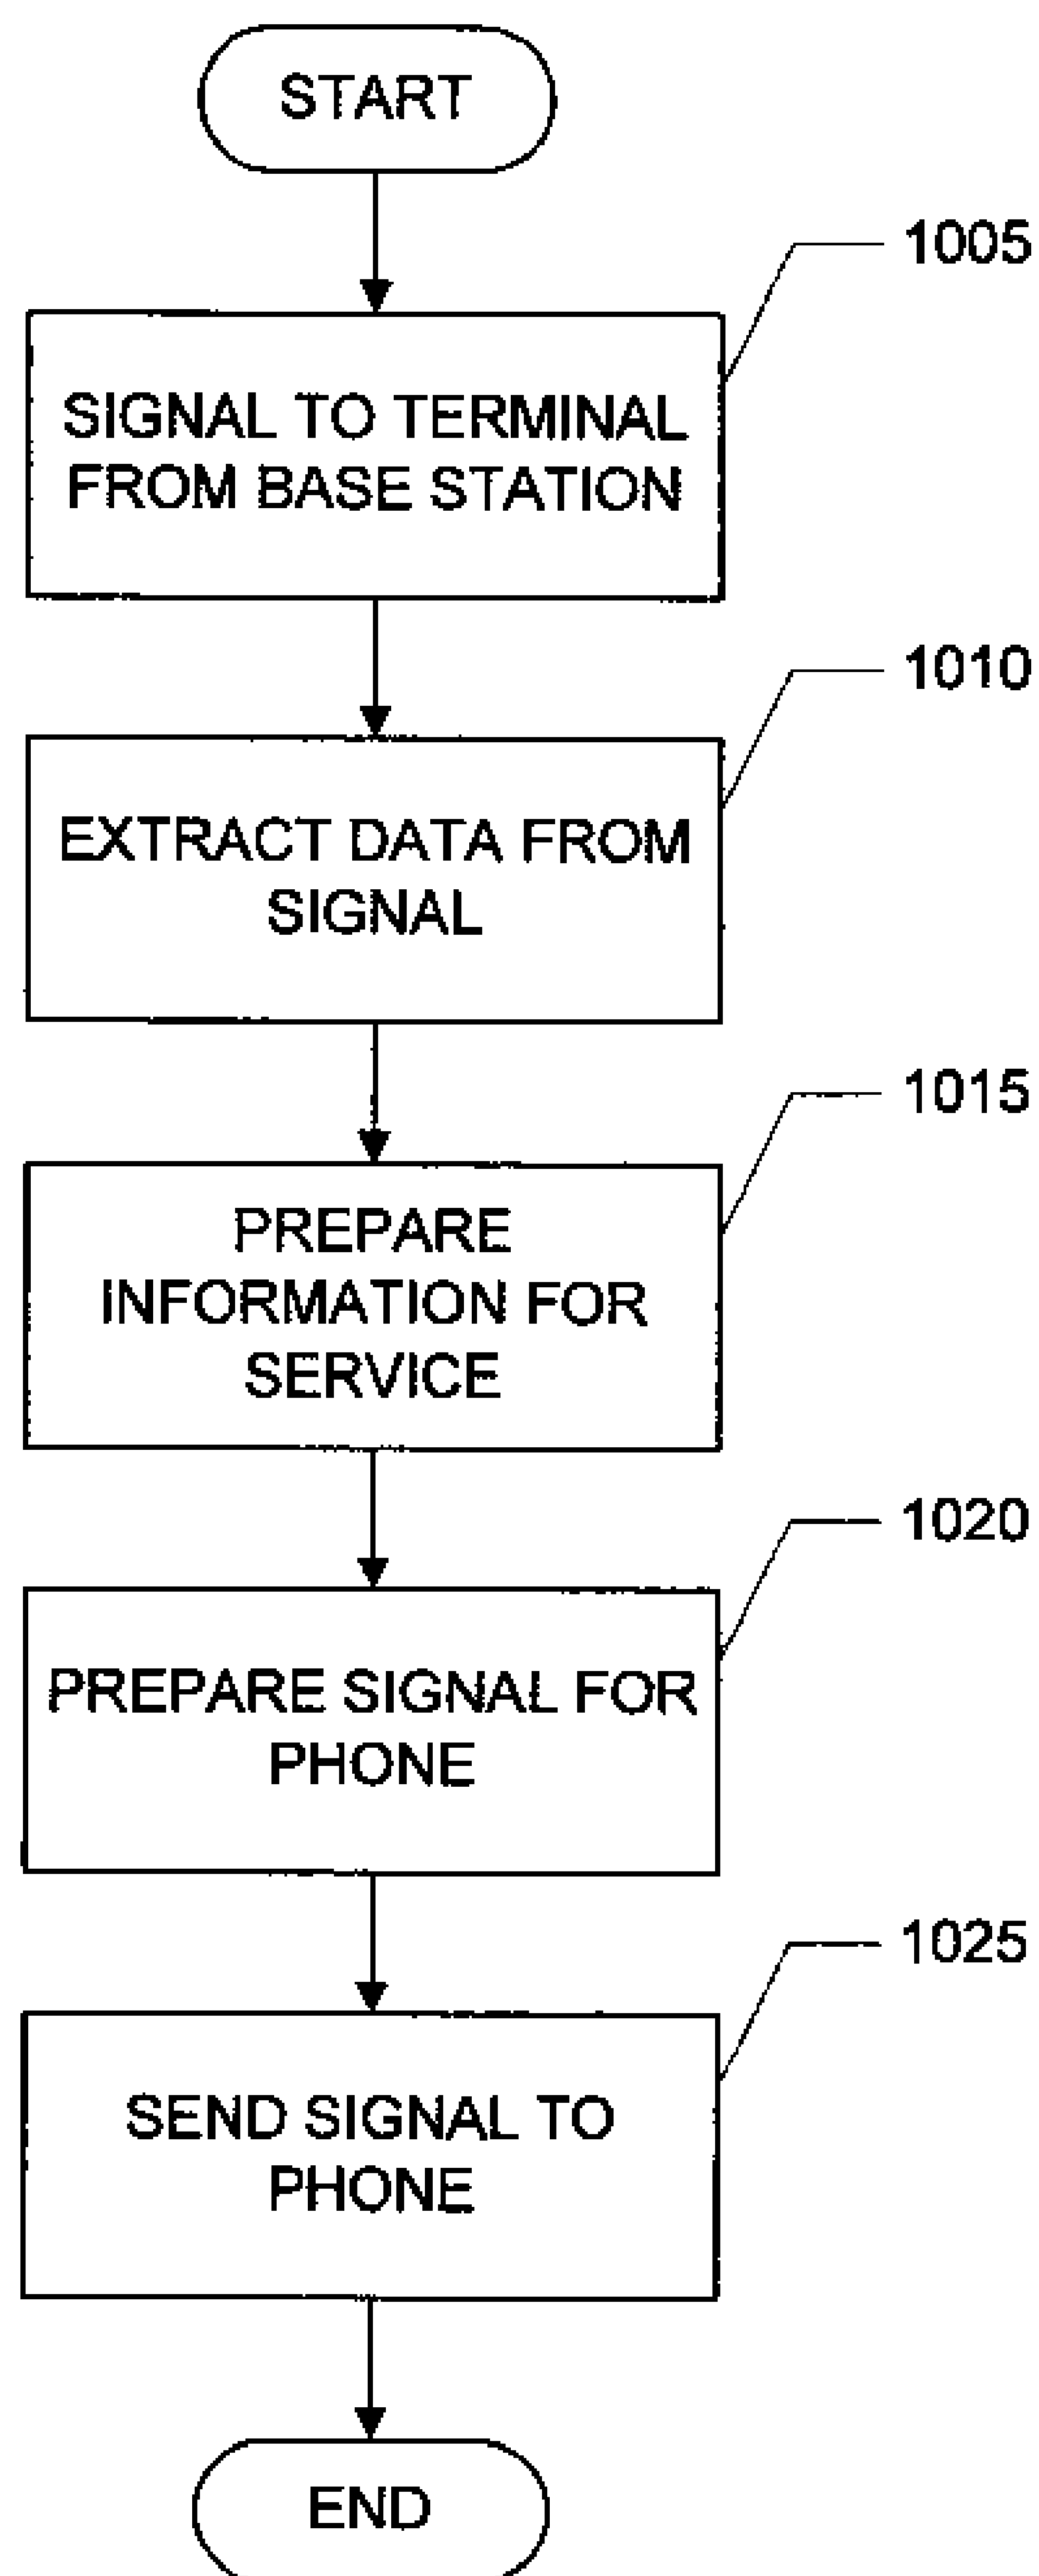 START
1005
SIGNAL TO TERMINAL
FROM BASE STATION
1010
EXTRACT DATA FROM
SIGNAL
1015
PREPARE
INFORMATION FOR
SERVICE
1020
PREPARE SIGNAL FOR
PHONE
1025
SEND SIGNAL TO
PHONE
END